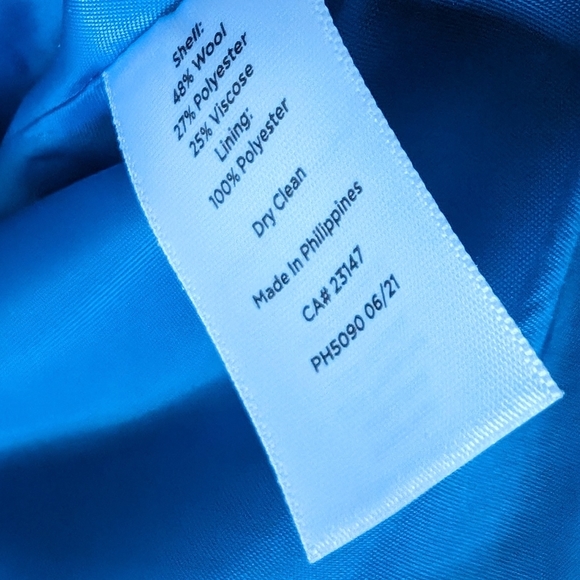 Shell:
48% Wool
27% Polyester
25% Viscose
Lining:
100% Polyester
Dry Clean
Made In Philippines
CA# 23147
PH5090 06/21